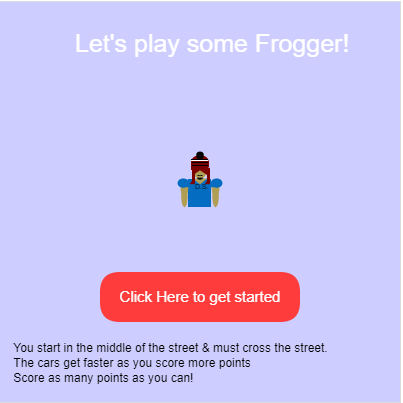 Let's play some Frogger!
D.S
Click Here to get started
You start in the middle of the street & must cross the street.
The cars get faster as you score more points
Score as many points as you can!